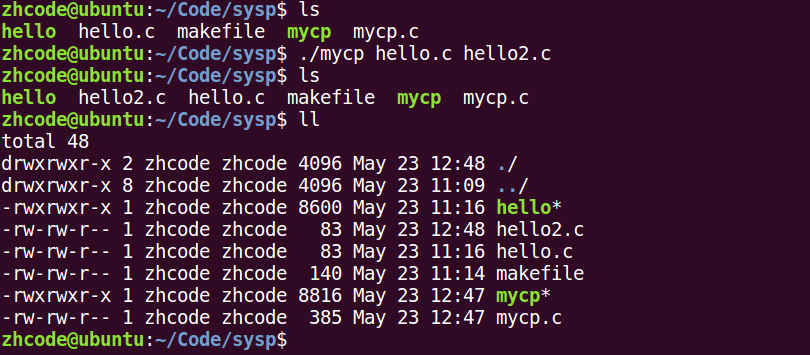 zhcode@ubuntu:~/Code/sysp$ ls
hello  hello.c  makefile  mycp  mycp.c
zhcode@ubuntu:~/Code/sysp$ ./mycp hello.c hello2.c
zhcode@ubuntu:~/Code/sysp$ ls
hello  hello2.c  hello.c  makefile  mycp  mycp.c
zhcode@ubuntu:~/Code/sysp$ ll
total 48
drwxrwxr-x 2 zhcode zhcode 4096 May 23 12:48 ./
drwxrwxr-x 8 zhcode zhcode 4096 May 23 11:09 ../
-rwxrwxr-x 1 zhcode zhcode 8600 May 23 11:16 hello*
-rw-rw-r-- 1 zhcode zhcode   83 May 23 12:48 hello2.c
-rw-rw-r-- 1 zhcode zhcode   83 May 23 11:16 hello.c
-rw-rw-r-- 1 zhcode zhcode  140 May 23 11:14 makefile
-rwxrwxr-x 1 zhcode zhcode 8816 May 23 12:47 mycp*
-rw-rw-r-- 1 zhcode zhcode  385 May 23 12:47 mycp.c
zhcode@ubuntu:~/Code/sysp$